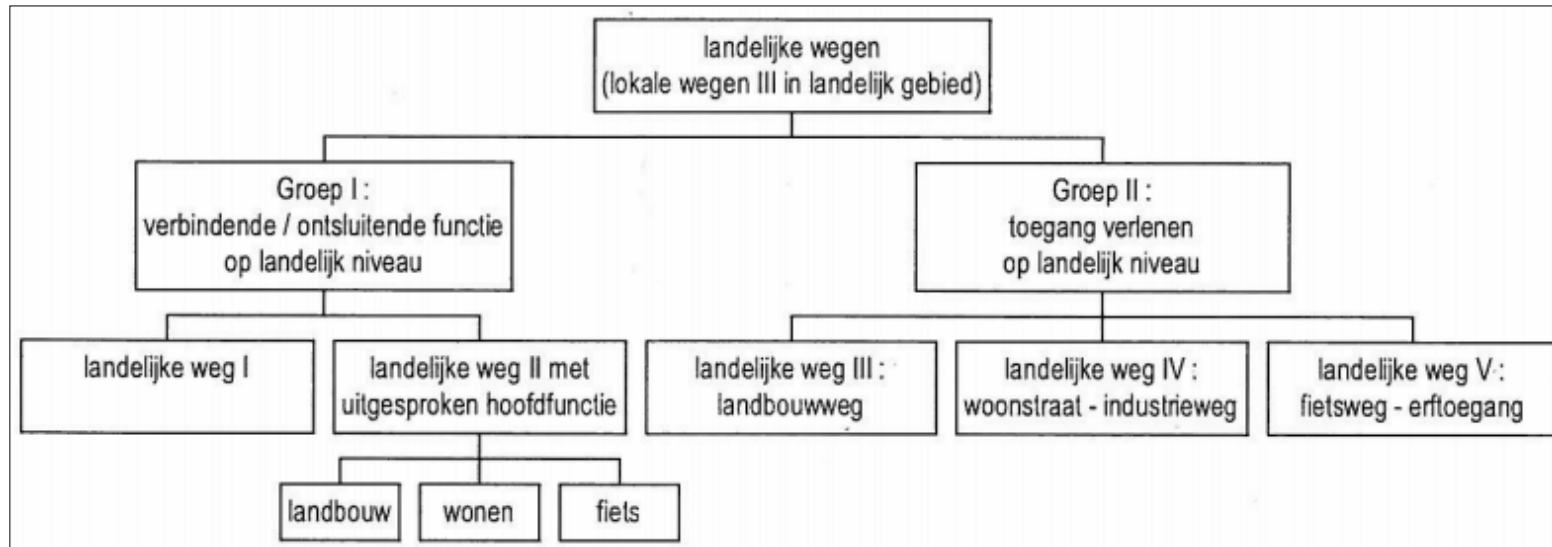 landelijke wegen
(lokale wegen III in landelijk gebied)
Groep I :
verbindende / ontsluitende functie
op landelijk niveau
Groep II :
toegang verlenen
op landelijk niveau
landelijke weg I
landelijke weg II met
uitgesproken hoofdfunctie
landelijke weg III :
landbouwweg
landelijke weg IV :
woonstraat - industrieweg
landelijke weg V :
fietsweg - erftoegang
landbouw
wonen
fiets